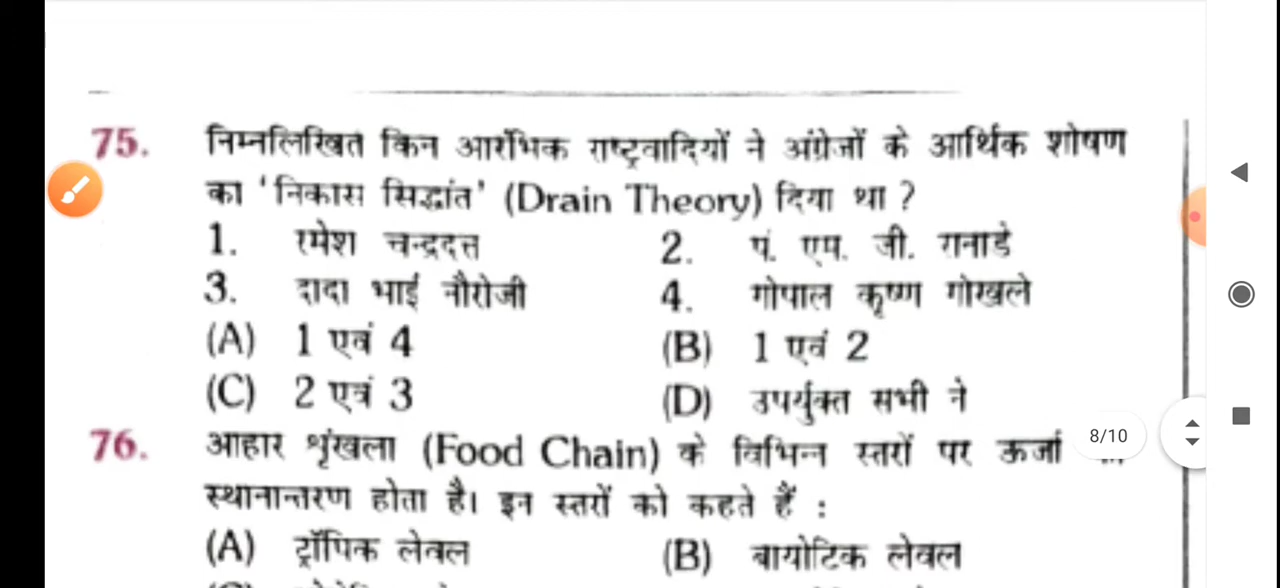 75. निम्नलिखित किन आरंभिक राष्ट्रवादियों ने अंग्रेजों के आर्थिक शोषण
का 'निकास सिद्धांत' (Drain Theory) दिया था ?
1. रमेश चन्द्रदत्त 2. पं. एम. जी. रानाडे
3. दादा भाई नौरोजी 4. गोपाल कृष्ण गोखले
(A) 1 एवं 4 (B) 1 एवं 2
(C) 2 एवं 3 (D) उपर्युक्त सभी ने
8/10
76. आहार शृंखला (Food Chain) के विभिन्न स्तरों पर ऊर्जा
स्थानान्तरण होता है। इन स्तरों को कहते हैं :
(A) ट्रॉपिक लेवल (B) बायोटिक लेवल